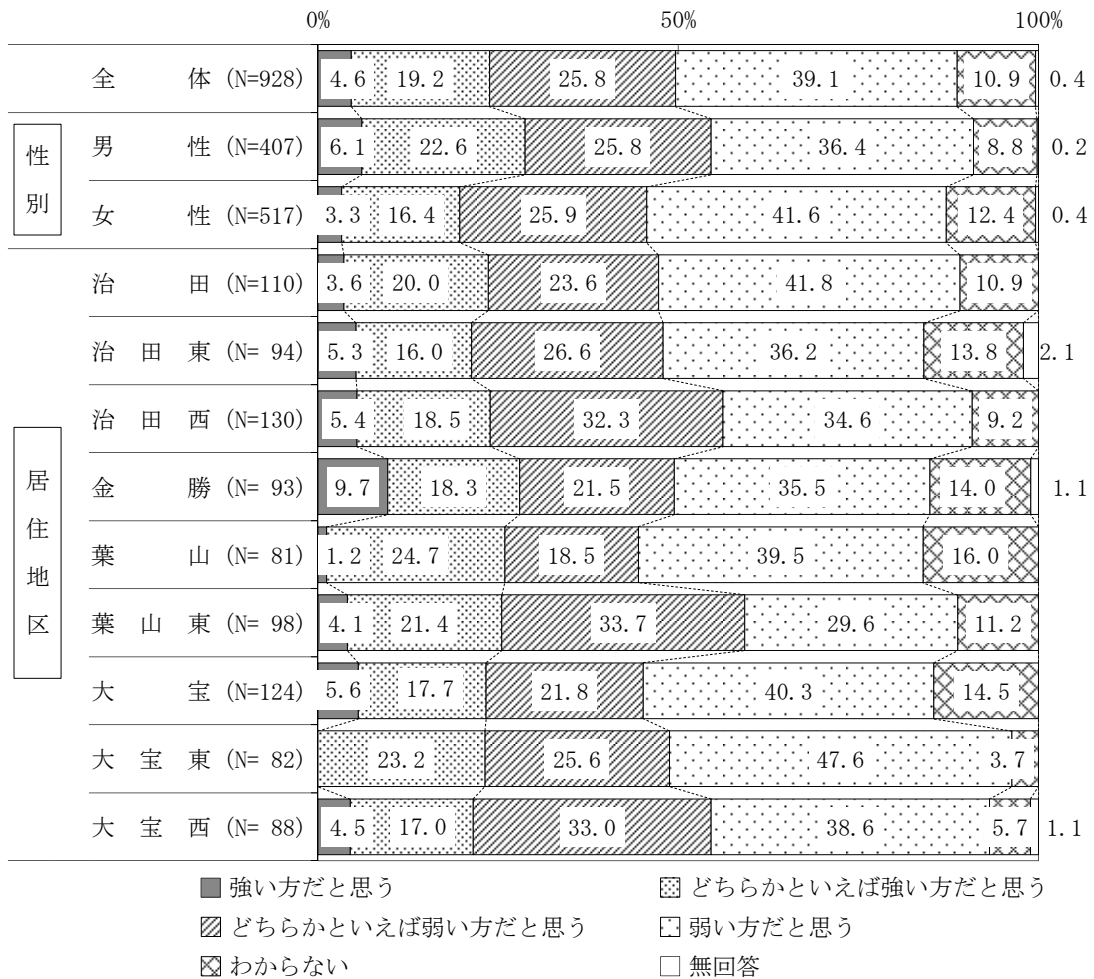 0% 50% 100%
全体 (N=928) 4.6 19.2 25.8 39.1 10.9 0.4
性別
男性 (N=407) 6.1 22.6 25.8 36.4 8.8 0.2
女性 (N=517) 3.3 16.4 25.9 41.6 12.4 0.4
居住地区
治田 (N=110) 3.6 20.0 23.6 41.8 10.9
治田東 (N= 94) 5.3 16.0 26.6 36.2 13.8 2.1
治田西 (N=130) 5.4 18.5 32.3 34.6 9.2
金勝 (N= 93) 9.7 18.3 21.5 35.5 14.0 1.1
葉山 (N= 81) 1.2 24.7 18.5 39.5 16.0
葉山東 (N= 98) 4.1 21.4 33.7 29.6 11.2
大宝 (N=124) 5.6 17.7 21.8 40.3 14.5
大宝東 (N= 82) 23.2 25.6 47.6 3.7
大宝西 (N= 88) 4.5 17.0 33.0 38.6 5.7 1.1
強い方だと思う どちらかといえば強い方だと思う
どちらかといえば弱い方だと思う 弱い方だと思う
わからない 無回答